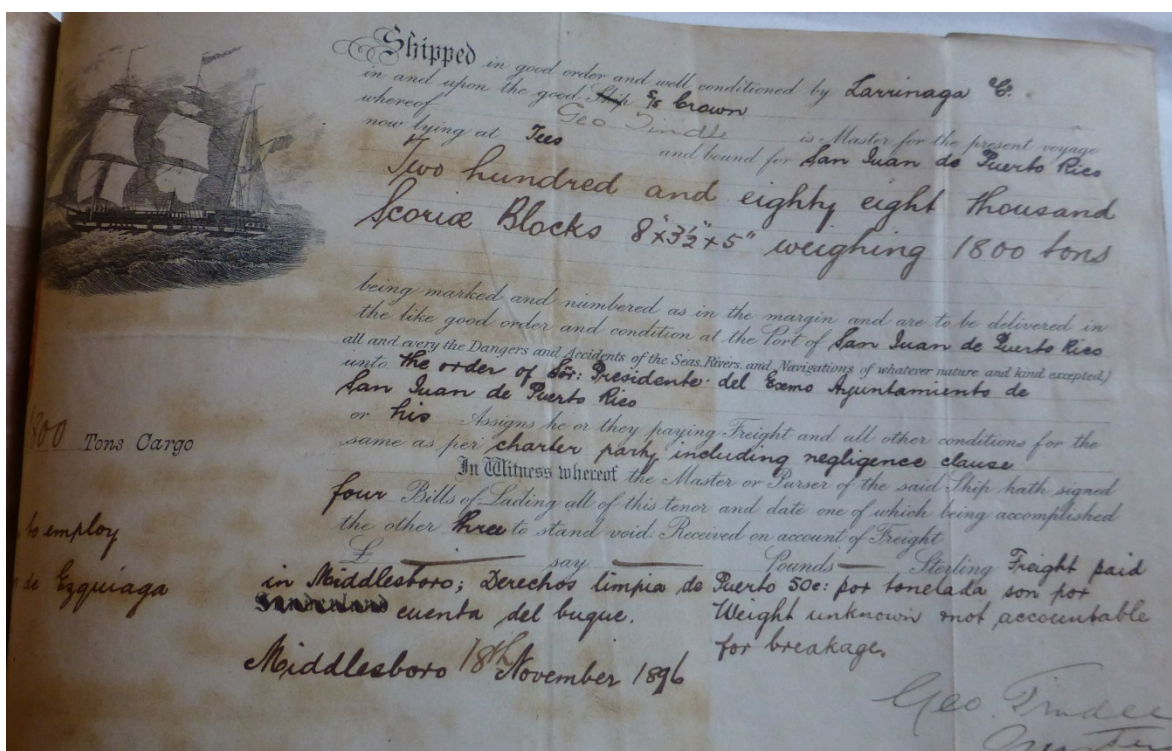 Shipped in good order and well conditioned by Larrinaga & Co.
in and upon the good Ship S/S Crown
whereof Geo Tindle is Master for the present voyage
now lying at Tees and bound for San Juan de Puerto Rico
Two hundred and eighty eight thousand
Scoriæ Blocks 8"x3½"x5" weighing 1800 tons
being marked and numbered as in the margin and are to be delivered in
the like good order and condition at the Port of San Juan de Puerto Rico
all and every the Dangers and Accidents of the Seas, Rivers, and Navigations of whatever nature and kind excepted)
unto the order of Sõr: Presidente del Exmo Ayuntamiento de
San Juan de Puerto Rico
or his Assigns he or they paying Freight and all other conditions for the
same as per charter party including negligence clause
1800 Tons Cargo
In Witness whereof the Master or Purser of the said Ship hath signed
four Bills of Lading all of this tenor and date one of which being accomplished
the other three to stand void. Received on account of Freight
to employ
£ say Pounds Sterling Freight paid
de Ezquiaga
in Middlesboro; Derechos limpia de Puerto 50c: por tonelada son por
cuenta del buque. Weight unknown & not accountable
for breakage.
Middlesboro 18th November 1896
Geo. Tindle